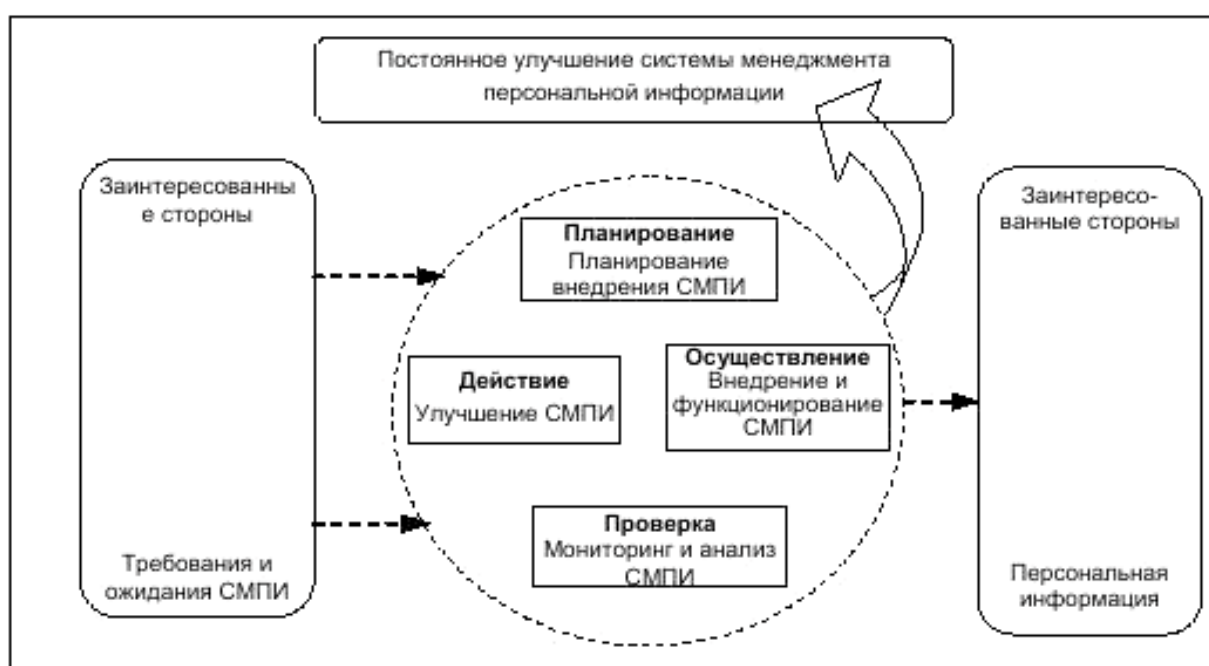 Постоянное улучшение системы менеджмента
персональной информации
Заинтересованны
е стороны
Требования и
ожидания СМПИ
Планирование
Планирование
внедрения СМПИ
Действие
Улучшение СМПИ
Осуществление
Внедрение и
функционирование
СМПИ
Проверка
Мониторинг и анализ
СМПИ
Заинтересо-
ванные стороны
Персональная
информация